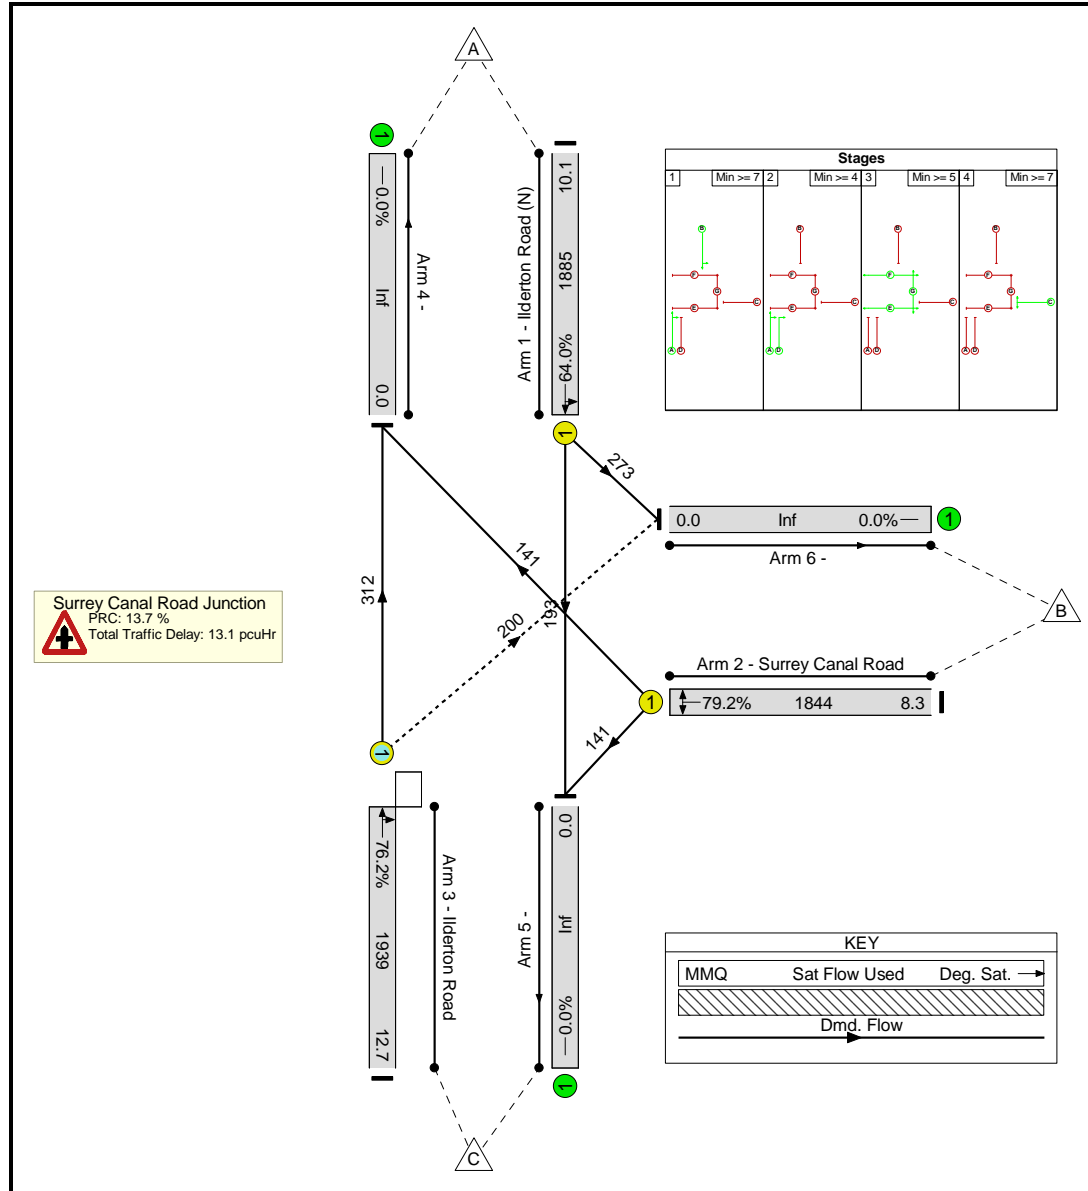 A
1
0.0%
Inf
0.0
Arm 4 -
Arm 1 - Ilderton Road (N)
10.1
1885
64.0%
1
Stages
1 Min >= 7 2 Min >= 4 3 Min >= 5 4 Min >= 7
B B B B
F F F F
G G G G
E C E C E C E C
A D A D A D A D
273
0.0 Inf 0.0% 1
Arm 6 -
141
193
312
200
B
Surrey Canal Road Junction
PRC: 13.7 %
Total Traffic Delay: 13.1 pcuHr
Arm 2 - Surrey Canal Road
1 79.2% 1844 8.3
141
1
76.2%
1939
12.7
Arm 3 - Ilderton Road
Arm 5 -
0.0
Inf
0.0%
1
KEY
MMQ Sat Flow Used Deg. Sat.
Dmd. Flow
C